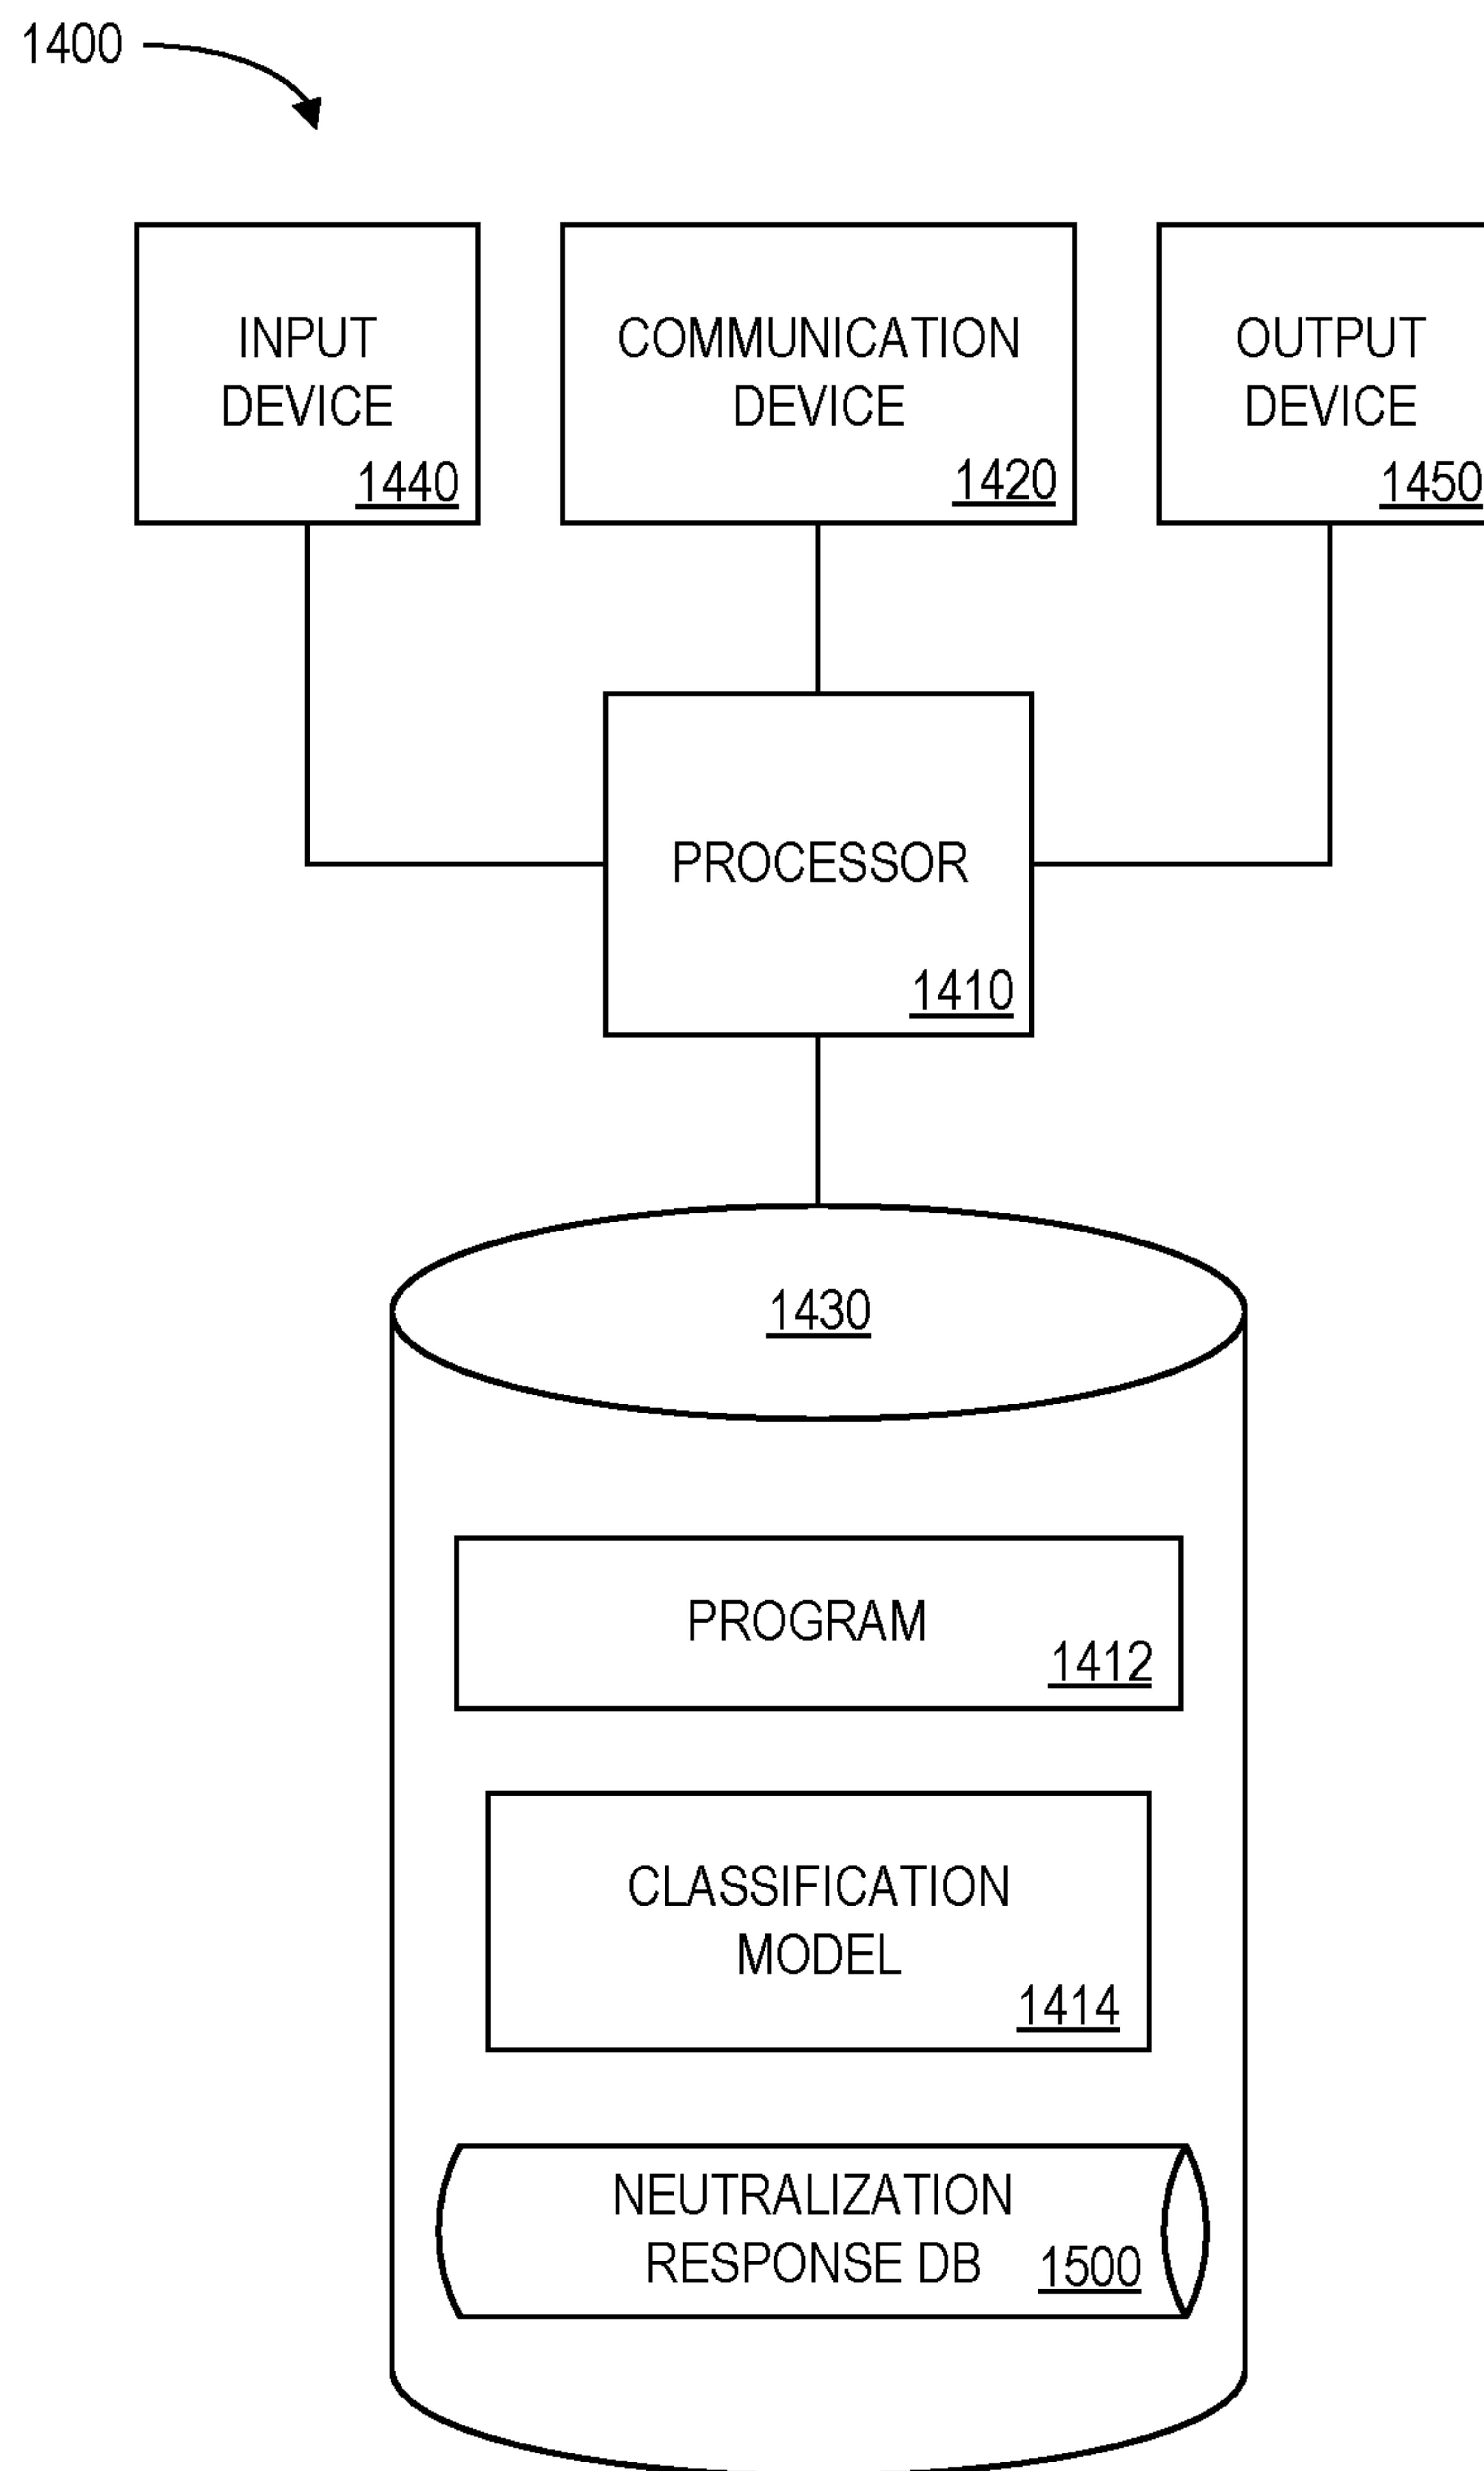 1400
INPUT
DEVICE
1440
COMMUNICATION
DEVICE
1420
OUTPUT
DEVICE
1450
PROCESSOR
1410
1430
PROGRAM
1412
CLASSIFICATION
MODEL
1414
NEUTRALIZATION
RESPONSE DB
1500